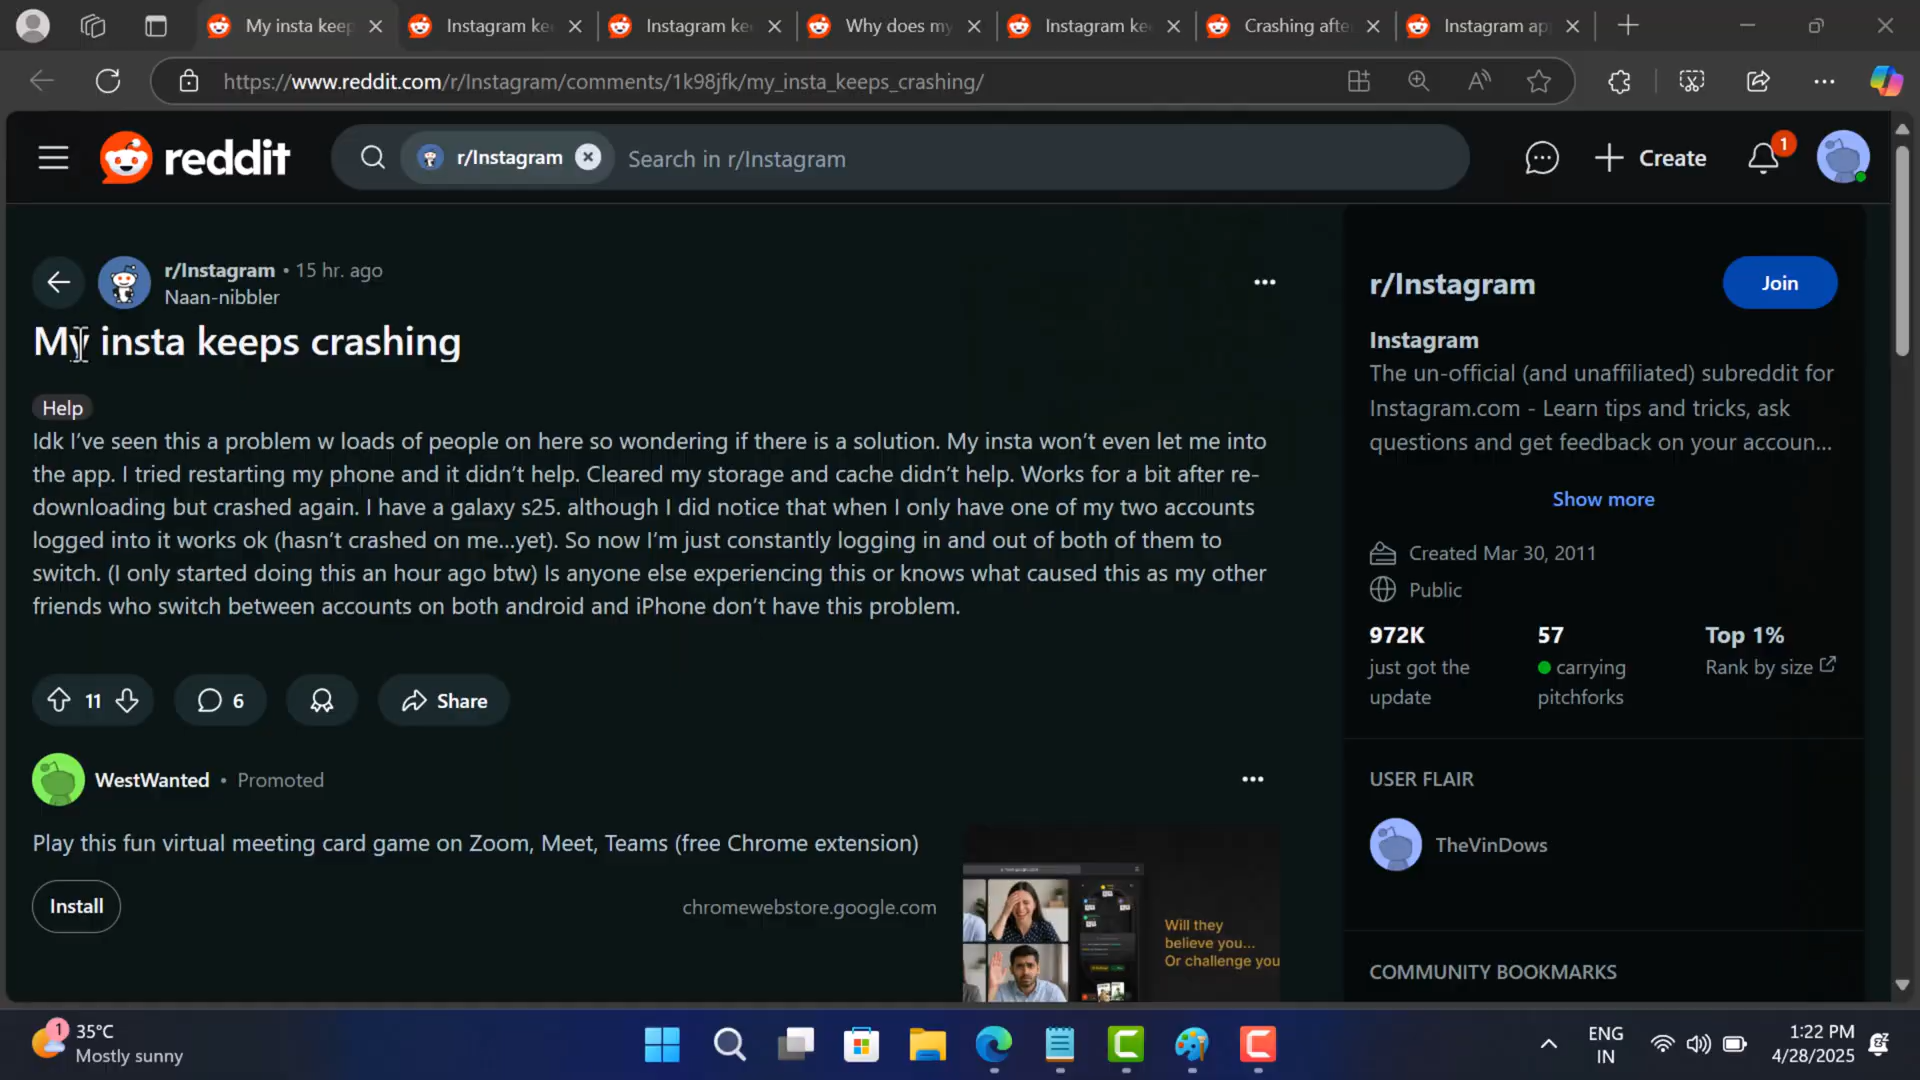 My insta keep
Instagram ke
Instagram ke
Why does my
Instagram ke
Crashing afte
Instagram ap
https://www.reddit.com/r/Instagram/comments/1k98jfk/my_insta_keeps_crashing/
reddit
r/Instagram
Search in r/Instagram
Create
1
r/Instagram • 15 hr. ago
Naan-nibbler
My insta keeps crashing
Help
Idk I've seen this a problem w loads of people on here so wondering if there is a solution. My insta won't even let me into
the app. I tried restarting my phone and it didn't help. Cleared my storage and cache didn't help. Works for a bit after re-
downloading but crashed again. I have a galaxy s25. although I did notice that when I only have one of my two accounts
logged into it works ok (hasn't crashed on me...yet). So now I'm just constantly logging in and out of both of them to
switch. (I only started doing this an hour ago btw) Is anyone else experiencing this or knows what caused this as my other
friends who switch between accounts on both android and iPhone don't have this problem.
11
6
Share
WestWanted • Promoted
Play this fun virtual meeting card game on Zoom, Meet, Teams (free Chrome extension)
Install
chromewebstore.google.com
Will they
believe you...
Or challenge you
r/Instagram
Join
Instagram
The un-official (and unaffiliated) subreddit for
Instagram.com - Learn tips and tricks, ask
questions and get feedback on your accoun...
Show more
Created Mar 30, 2011
Public
972K
just got the
update
57
carrying
pitchforks
Top 1%
Rank by size
USER FLAIR
TheVinDows
COMMUNITY BOOKMARKS
1
35°C
Mostly sunny
ENG
IN
1:22 PM
4/28/2025